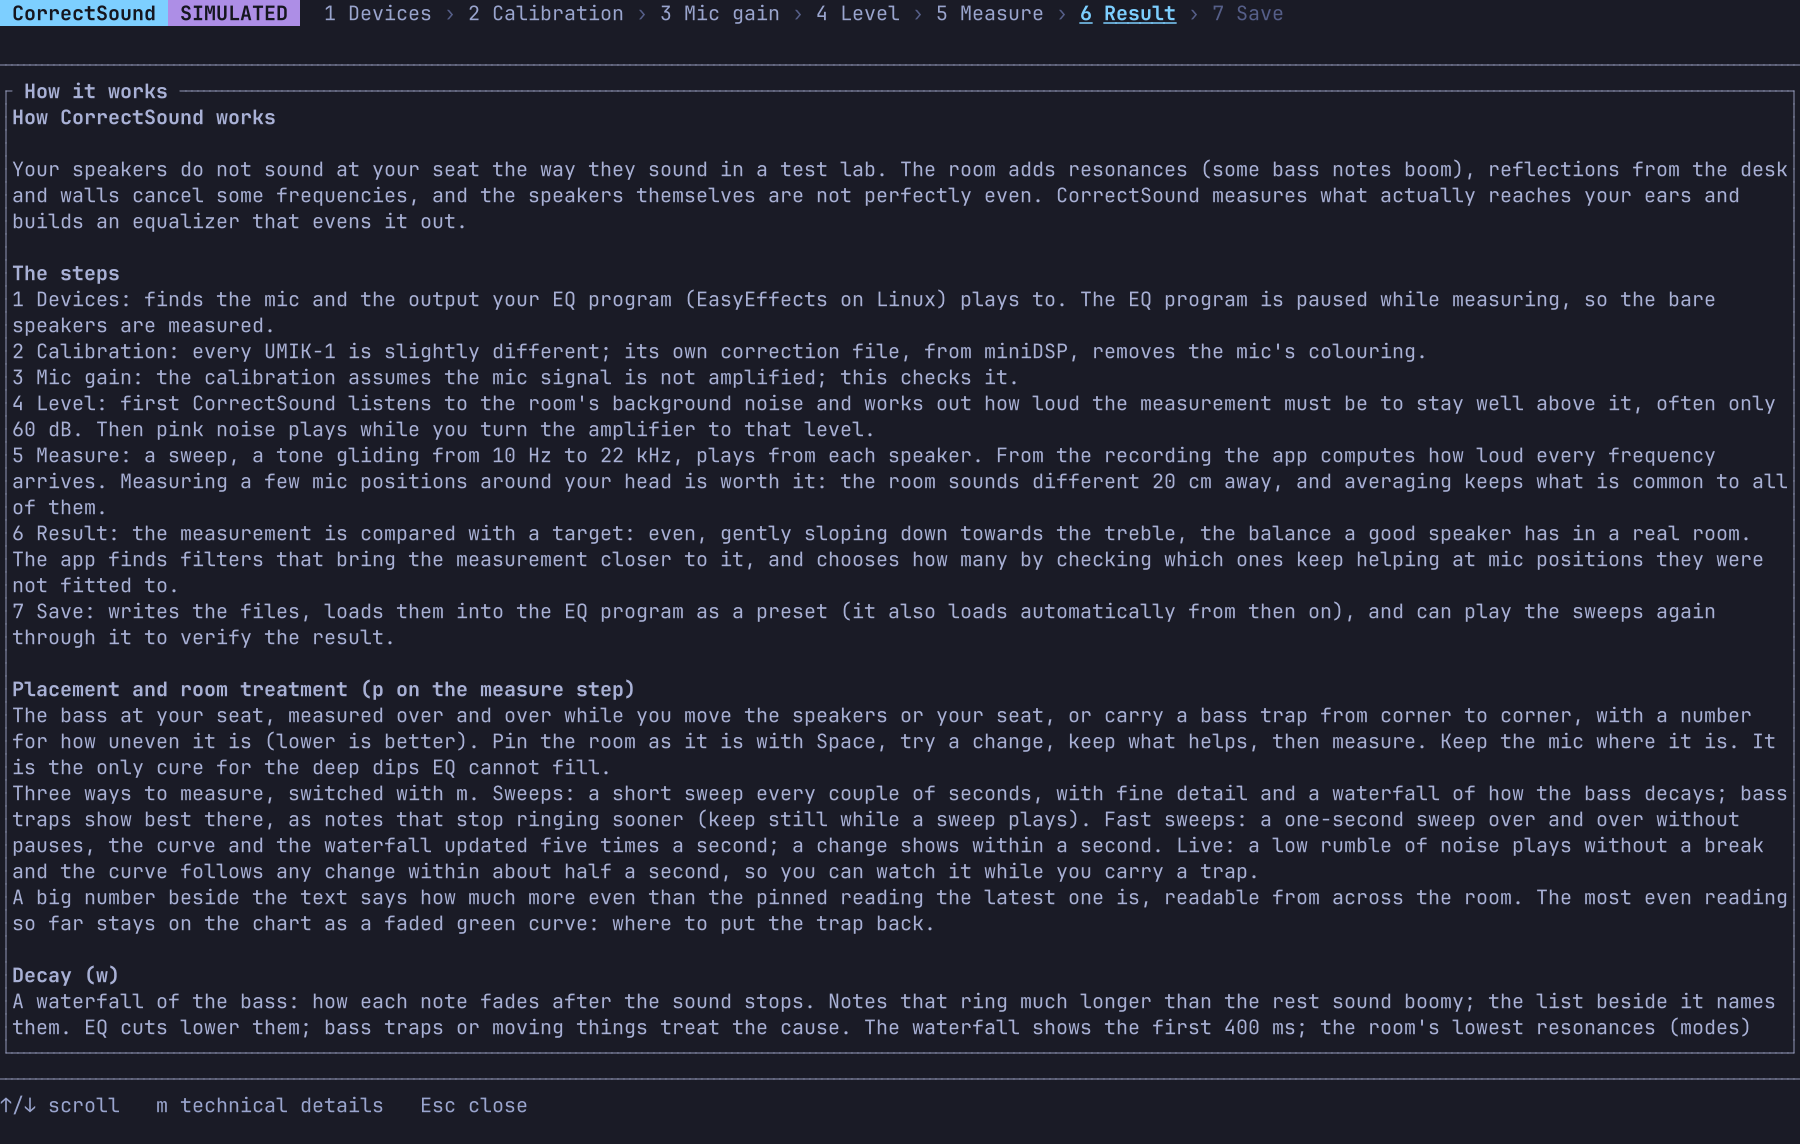 CorrectSound SIMULATED 1 Devices › 2 Calibration › 3 Mic gain › 4 Level › 5 Measure › 6 Result › 7 Save
How it works
How CorrectSound works
Your speakers do not sound at your seat the way they sound in a test lab. The room adds resonances (some bass notes boom), reflections from the desk
and walls cancel some frequencies, and the speakers themselves are not perfectly even. CorrectSound measures what actually reaches your ears and
builds an equalizer that evens it out.
The steps
1 Devices: finds the mic and the output your EQ program (EasyEffects on Linux) plays to. The EQ program is paused while measuring, so the bare
speakers are measured.
2 Calibration: every UMIK-1 is slightly different; its own correction file, from miniDSP, removes the mic's colouring.
3 Mic gain: the calibration assumes the mic signal is not amplified; this checks it.
4 Level: first CorrectSound listens to the room's background noise and works out how loud the measurement must be to stay well above it, often only
60 dB. Then pink noise plays while you turn the amplifier to that level.
5 Measure: a sweep, a tone gliding from 10 Hz to 22 kHz, plays from each speaker. From the recording the app computes how loud every frequency
arrives. Measuring a few mic positions around your head is worth it: the room sounds different 20 cm away, and averaging keeps what is common to all
of them.
6 Result: the measurement is compared with a target: even, gently sloping down towards the treble, the balance a good speaker has in a real room.
The app finds filters that bring the measurement closer to it, and chooses how many by checking which ones keep helping at mic positions they were
not fitted to.
7 Save: writes the files, loads them into the EQ program as a preset (it also loads automatically from then on), and can play the sweeps again
through it to verify the result.
Placement and room treatment (p on the measure step)
The bass at your seat, measured over and over while you move the speakers or your seat, or carry a bass trap from corner to corner, with a number
for how uneven it is (lower is better). Pin the room as it is with Space, try a change, keep what helps, then measure. Keep the mic where it is. It
is the only cure for the deep dips EQ cannot fill.
Three ways to measure, switched with m. Sweeps: a short sweep every couple of seconds, with fine detail and a waterfall of how the bass decays; bass
traps show best there, as notes that stop ringing sooner (keep still while a sweep plays). Fast sweeps: a one-second sweep over and over without
pauses, the curve and the waterfall updated five times a second; a change shows within a second. Live: a low rumble of noise plays without a break
and the curve follows any change within about half a second, so you can watch it while you carry a trap.
A big number beside the text says how much more even than the pinned reading the latest one is, readable from across the room. The most even reading
so far stays on the chart as a faded green curve: where to put the trap back.
Decay (w)
A waterfall of the bass: how each note fades after the sound stops. Notes that ring much longer than the rest sound boomy; the list beside it names
them. EQ cuts lower them; bass traps or moving things treat the cause. The waterfall shows the first 400 ms; the room's lowest resonances (modes)
↑/↓ scroll m technical details Esc close